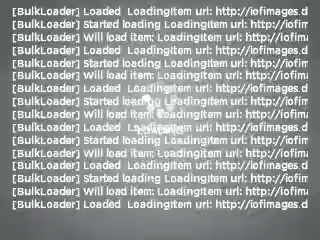 [BulkLoader] Loaded LoadingItem url: http://iofimages.d
[BulkLoader] Started loading LoadingItem url: http://iofim
[BulkLoader] Will load item: LoadingItem url: http://iofima
[BulkLoader] Loaded LoadingItem url: http://iofimages.d
[BulkLoader] Started loading LoadingItem url: http://iofim
[BulkLoader] Will load item: LoadingItem url: http://iofima
[BulkLoader] Loaded LoadingItem url: http://iofimages.d
[BulkLoader] Started loading LoadingItem url: http://iofim
[BulkLoader] Will load item: LoadingItem url: http://iofima
[BulkLoader] Loaded LoadingItem url: http://iofimages.d
[BulkLoader] Started loading LoadingItem url: http://iofim
[BulkLoader] Will load item: LoadingItem url: http://iofima
[BulkLoader] Loaded LoadingItem url: http://iofimages.d
[BulkLoader] Started loading LoadingItem url: http://iofim
[BulkLoader] Will load item: LoadingItem url: http://iofima
[BulkLoader] Loaded LoadingItem url: http://iofimages.d